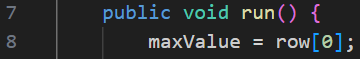 7 public void run() {
8 maxValue = row[0];